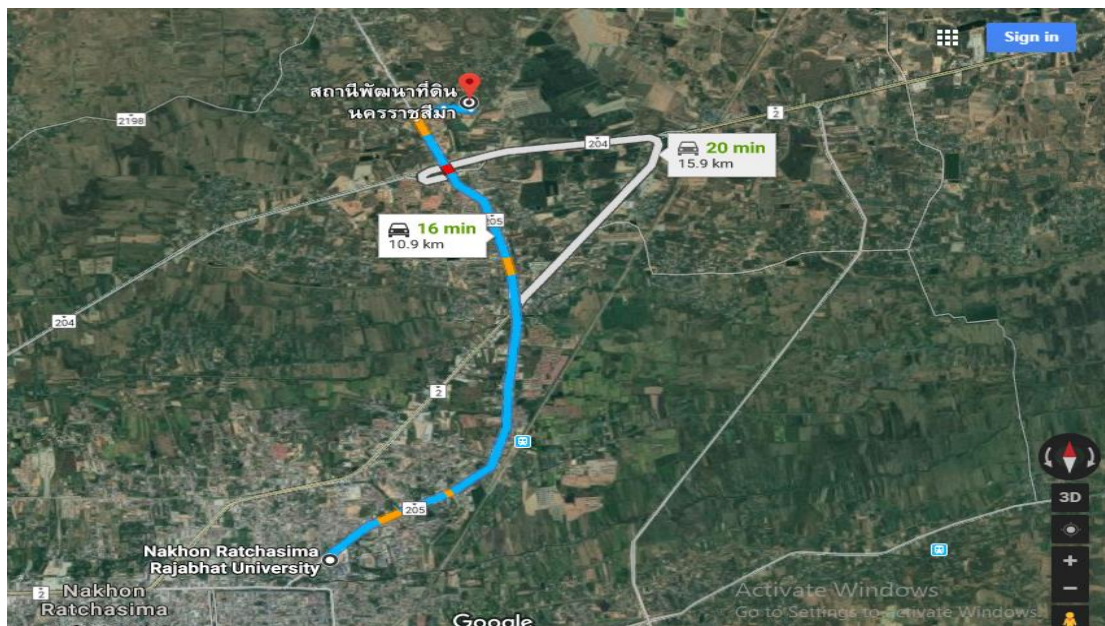 Sign in
สถานีพัฒนาที่ดิน
นครราชสีมา
2
2198
204
20 min
15.9 km
205
16 min
10.9 km
204
2
205
3D
Nakhon Ratchasima
Rajabhat University
2
Nakhon
Ratchasima
Activate Windows
Go to Settings to activate Windows.
Google